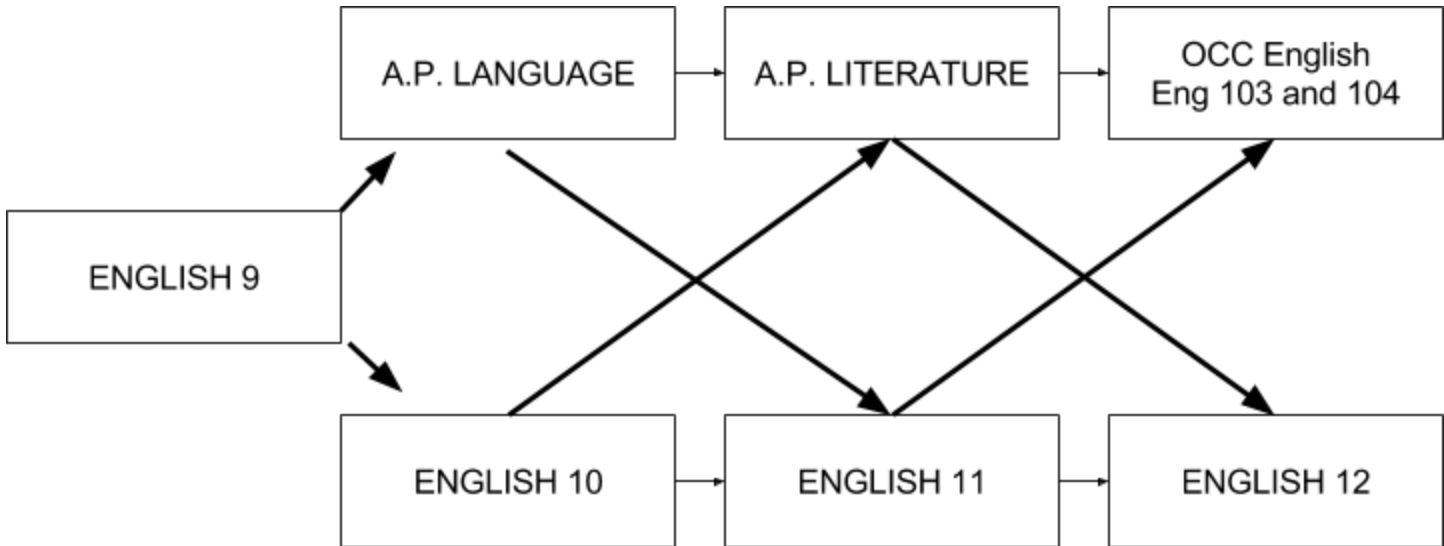 A.P. LANGUAGE
A.P. LITERATURE
OCC English
Eng 103 and 104
ENGLISH 9
ENGLISH 10
ENGLISH 11
ENGLISH 12